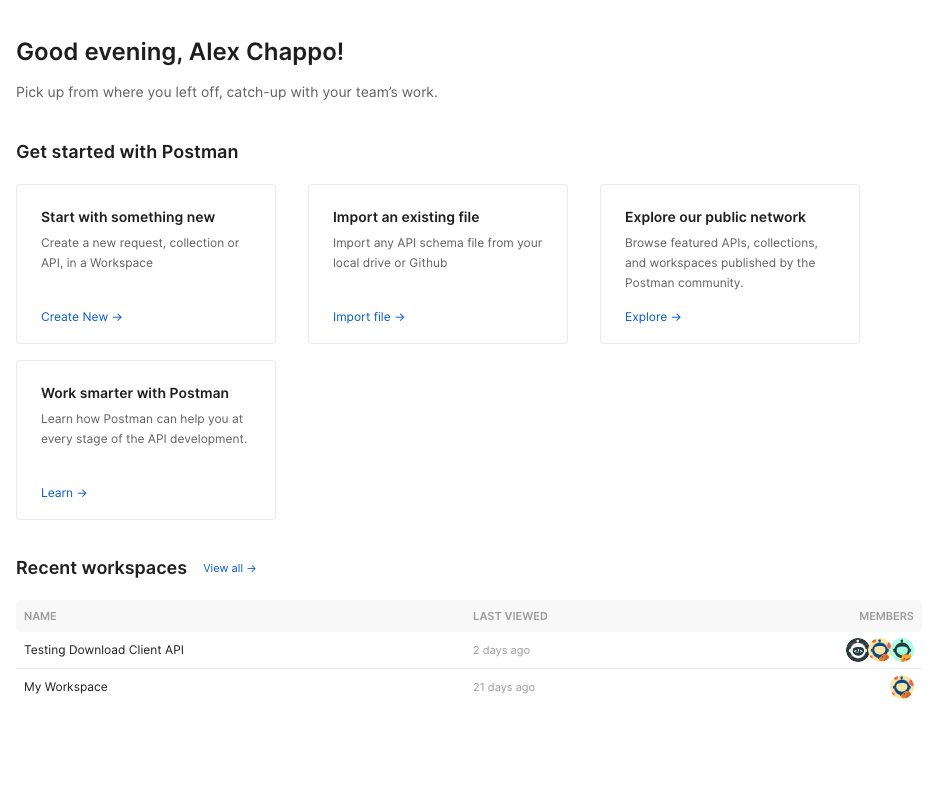 Good evening, Alex Chappo!
Pick up from where you left off, catch-up with your team’s work.
Get started with Postman
Start with something new
Create a new request, collection or
API, in a Workspace
Create New →
Import an existing file
Import any API schema file from your
local drive or Github
Import file →
Explore our public network
Browse featured APIs, collections,
and workspaces published by the
Postman community.
Explore →
Work smarter with Postman
Learn how Postman can help you at
every stage of the API development.
Learn →
Recent workspaces View all →
NAME LAST VIEWED MEMBERS
Testing Download Client API 2 days ago
My Workspace 21 days ago